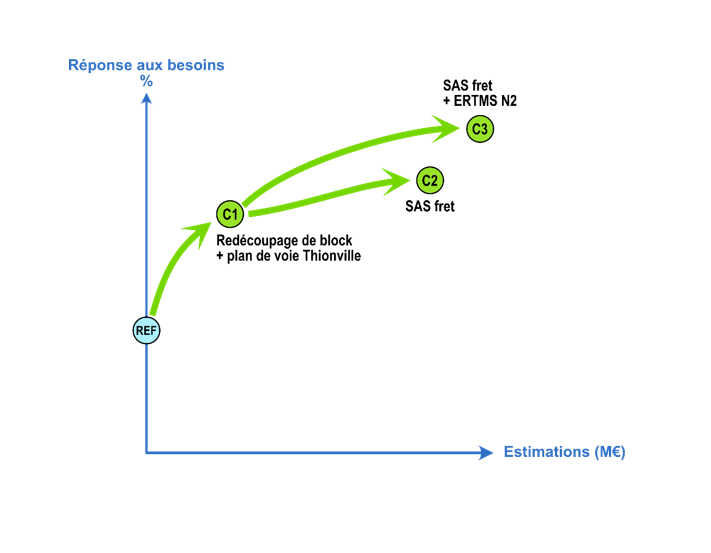 Réponse aux besoins
%
SAS fret
+ ERTMS N2
C3
C2
SAS fret
C1
Redécoupage de block
+ plan de voie Thionville
REF
Estimations (M€)